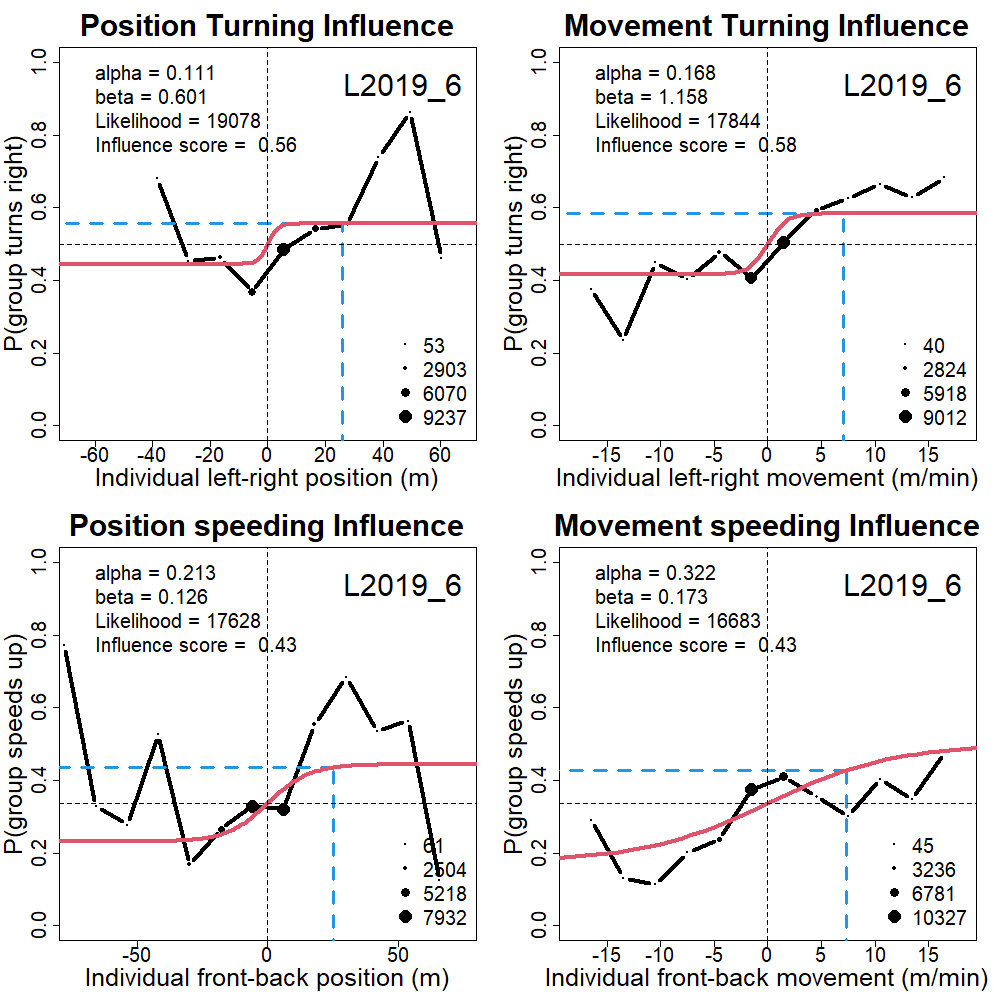 Position Turning Influence
alpha = 0.111
beta = 0.601
Likelihood = 19078
Influence score =  0.56
L2019_6
P(group turns right)
1.0
0.8
0.6
0.4
0.2
0.0
53
2903
6070
9237
-60 -40 -20 0 20 40 60
Individual left-right position (m)
Movement Turning Influence
alpha = 0.168
beta = 1.158
Likelihood = 17844
Influence score =  0.58
L2019_6
P(group turns right)
1.0
0.8
0.6
0.4
0.2
0.0
40
2824
5918
9012
-15 -10 -5 0 5 10 15
Individual left-right movement (m/min)
Position speeding Influence
alpha = 0.213
beta = 0.126
Likelihood = 17628
Influence score =  0.43
L2019_6
P(group speeds up)
1.0
0.8
0.6
0.4
0.2
0.0
61
2504
5218
7932
-50 0 50
Individual front-back position (m)
Movement speeding Influence
alpha = 0.322
beta = 0.173
Likelihood = 16683
Influence score =  0.43
L2019_6
P(group speeds up)
1.0
0.8
0.6
0.4
0.2
0.0
45
3236
6781
10327
-15 -10 -5 0 5 10 15
Individual front-back movement (m/min)